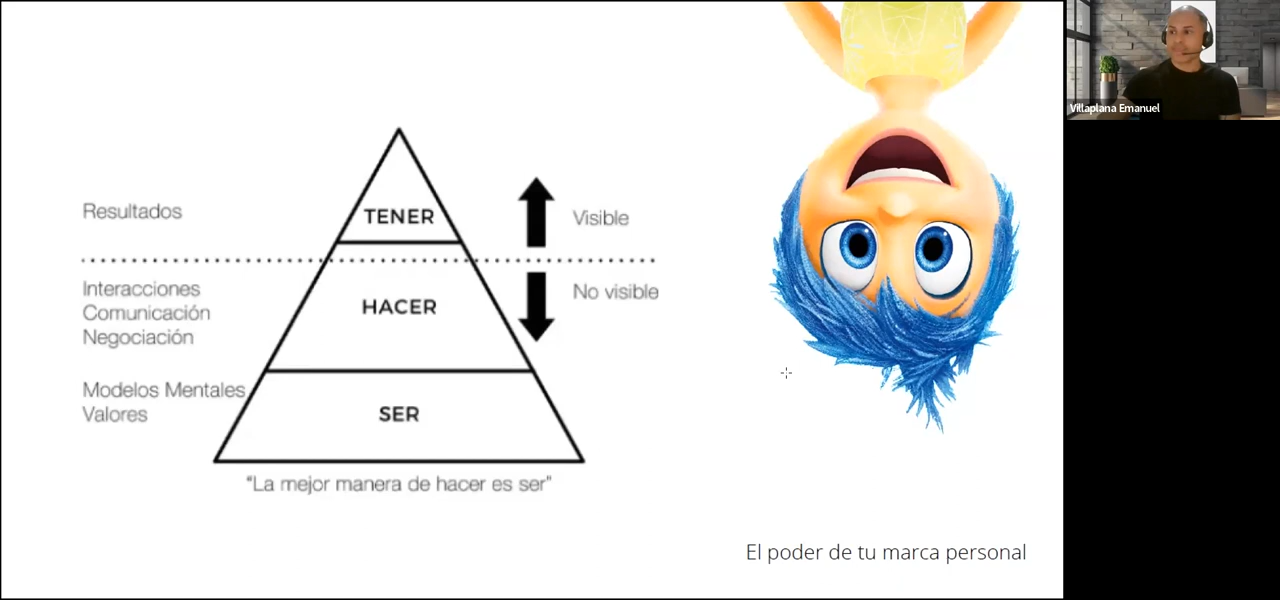 Villaplana Emanuel
Resultados
TENER
Visible
Interacciones
Comunicación
Negociación
HACER
No visible
Modelos Mentales
Valores
SER
“La mejor manera de hacer es ser”
El poder de tu marca personal